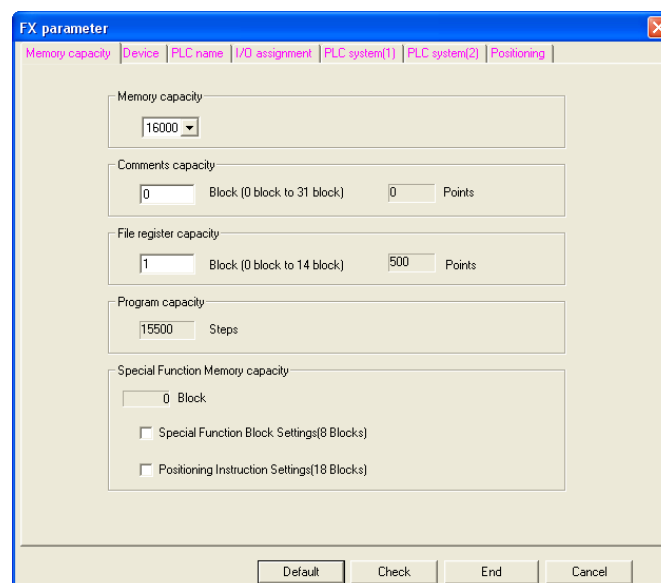 FX parameter
Memory capacity Device PLC name I/O assignment PLC system(1) PLC system(2) Positioning
Memory capacity
16000
Comments capacity
0 Block (0 block to 31 block) 0 Points
File register capacity
1 Block (0 block to 14 block) 500 Points
Program capacity
15500 Steps
Special Function Memory capacity
0 Block
Special Function Block Settings(8 Blocks)
Positioning Instruction Settings(18 Blocks)
Default Check End Cancel